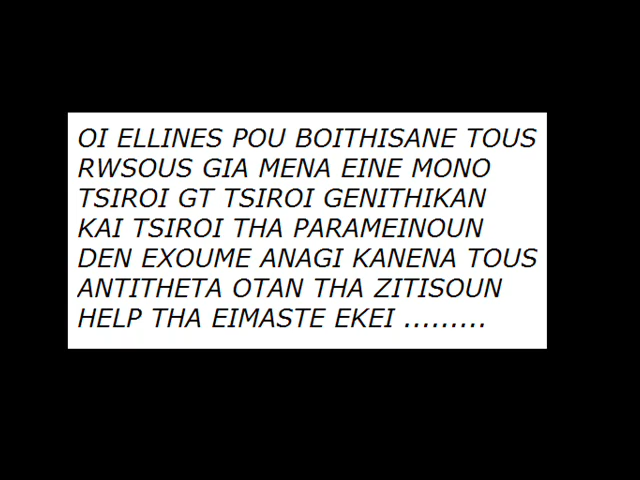 OI ELLINES POU BOITHISANE TOUS
RWSOUS GIA MENA EINE MONO
TSIROI GT TSIROI GENITHIKAN
KAI TSIROI THA PARAMEINOUN
DEN EXOUME ANAGI KANENA TOUS
ANTITHETA OTAN THA ZITISOUN
HELP THA EIMASTE EKEI .........